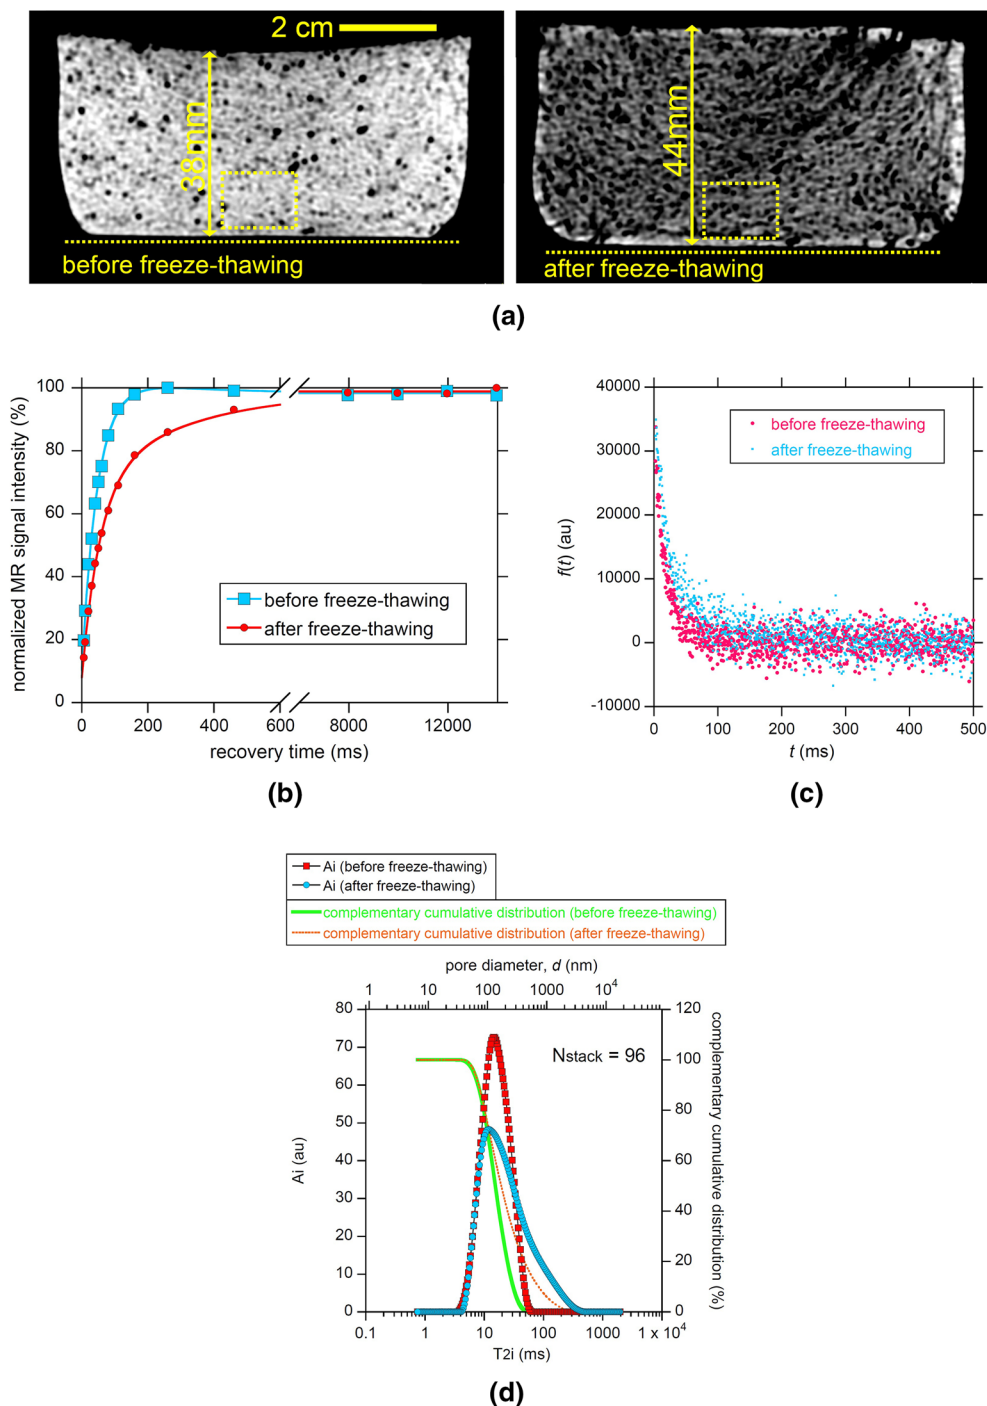 2 cm
38mm
before freeze-thawing
44mm
after freeze-thawing
(a)
normalized MR signal intensity (%)
100
80
60
40
20
0
before freeze-thawing
after freeze-thawing
0 200 400 600 8000 12000
recovery time (ms)
(b)
f(t) (au)
40000
30000
20000
10000
0
-10000
before freeze-thawing
after freeze-thawing
0 100 200 300 400 500
t (ms)
(c)
Ai (before freeze-thawing)
Ai (after freeze-thawing)
complementary cumulative distribution (before freeze-thawing)
complementary cumulative distribution (after freeze-thawing)
pore diameter, d (nm)
1 10 100 1000 10⁴
Ai (au)
80
70
60
50
40
30
20
10
0
Nstack = 96
120
100
80
60
40
20
0
complementary cumulative distribution (%)
0.1 1 10 100 1000 1 x 10⁴
T2i (ms)
(d)